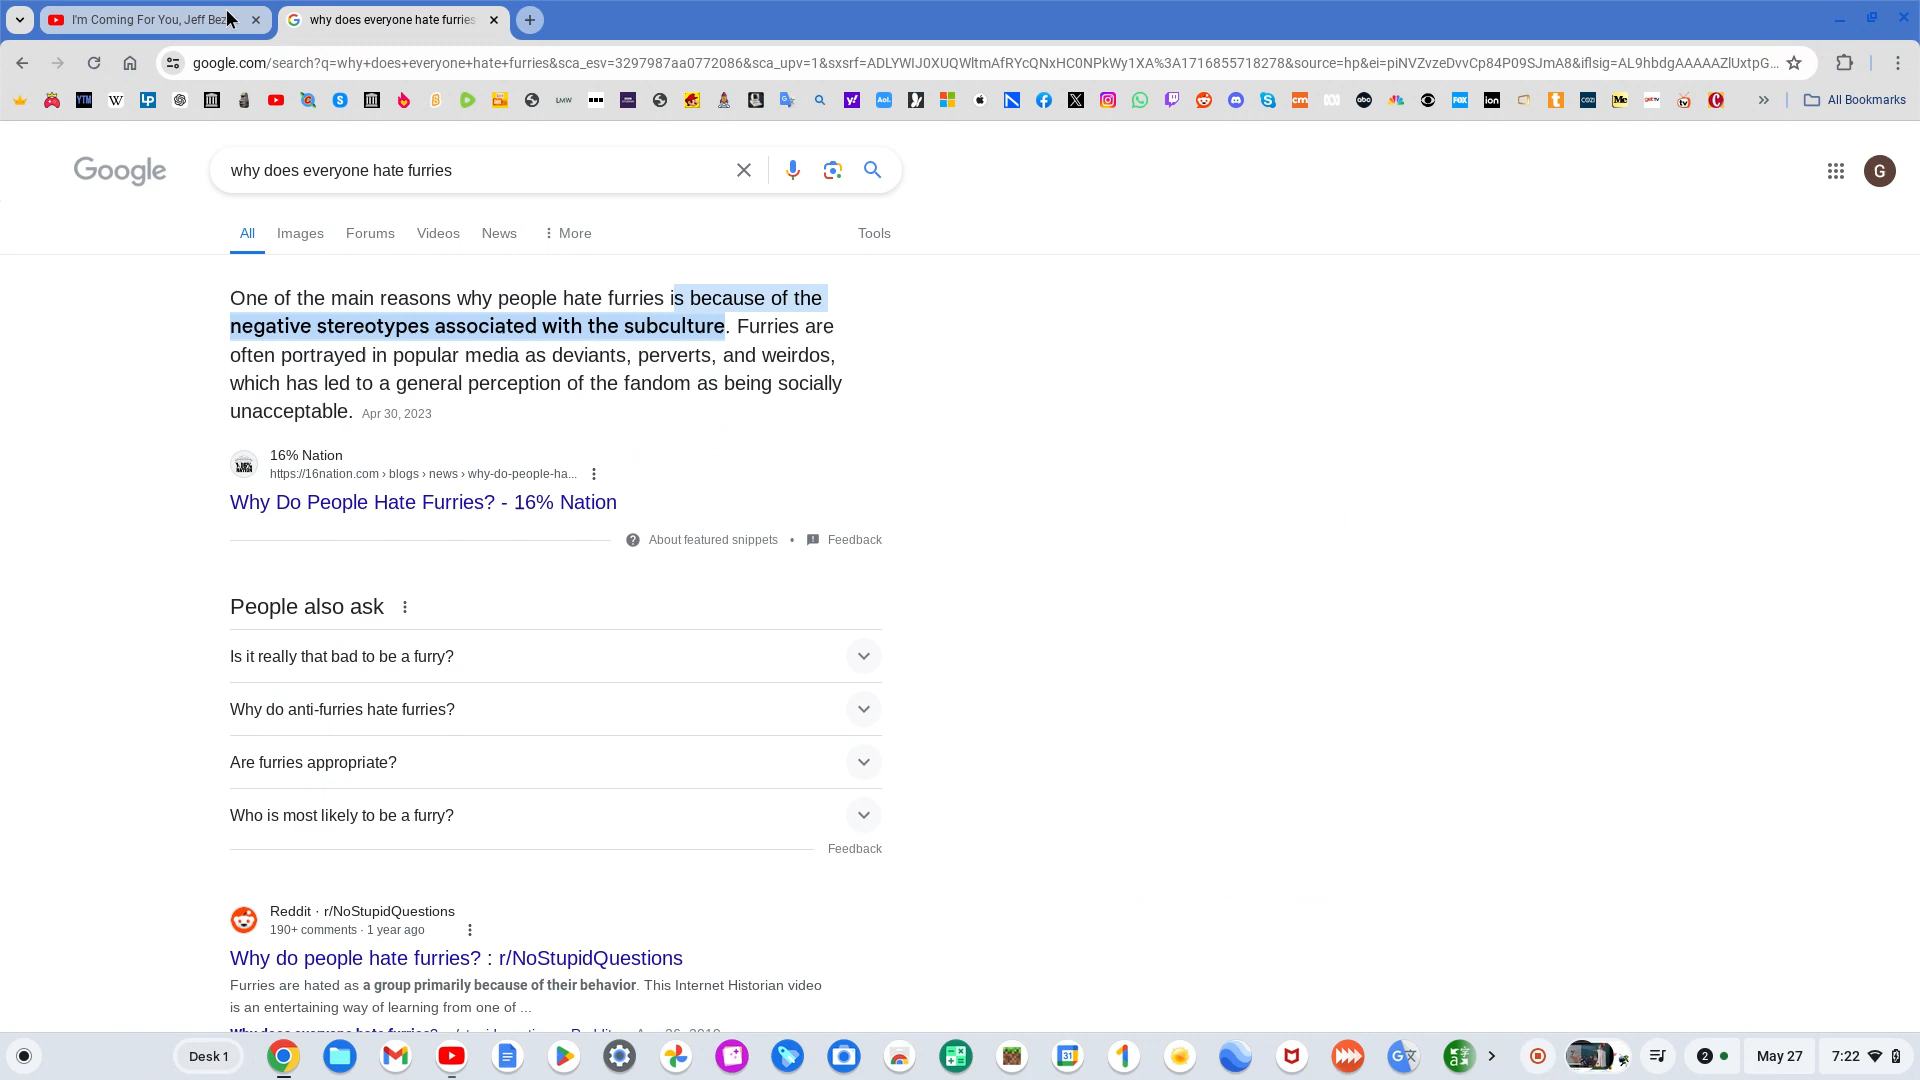 I'm Coming For You, Jeff Bez
why does everyone hate furries
google.com/search?q=why+does+everyone+hate+furries&sca_esv=3297987aa0772086&sca_upv=1&sxsrf=ADLYWIJ0XUQWltmAfRYcQNxHC0NPkWy1XA%3A1716855718278&source=hp&ei=piNVZvzeDvvCp84P09SJmA8&iflsig=AL9hbdgAAAAAZlUxtpG...
All Bookmarks
Google
why does everyone hate furries
G
All Images Forums Videos News More Tools
One of the main reasons why people hate furries is because of the
negative stereotypes associated with the subculture. Furries are
often portrayed in popular media as deviants, perverts, and weirdos,
which has led to a general perception of the fandom as being socially
unacceptable. Apr 30, 2023
16% Nation
https://16nation.com › blogs › news › why-do-people-ha...
Why Do People Hate Furries? - 16% Nation
About featured snippets • Feedback
People also ask
Is it really that bad to be a furry?
Why do anti-furries hate furries?
Are furries appropriate?
Who is most likely to be a furry?
Feedback
Reddit · r/NoStupidQuestions
190+ comments · 1 year ago
Why do people hate furries? : r/NoStupidQuestions
Furries are hated as a group primarily because of their behavior. This Internet Historian video
is an entertaining way of learning from one of ...
Desk 1
2
May 27
7:22